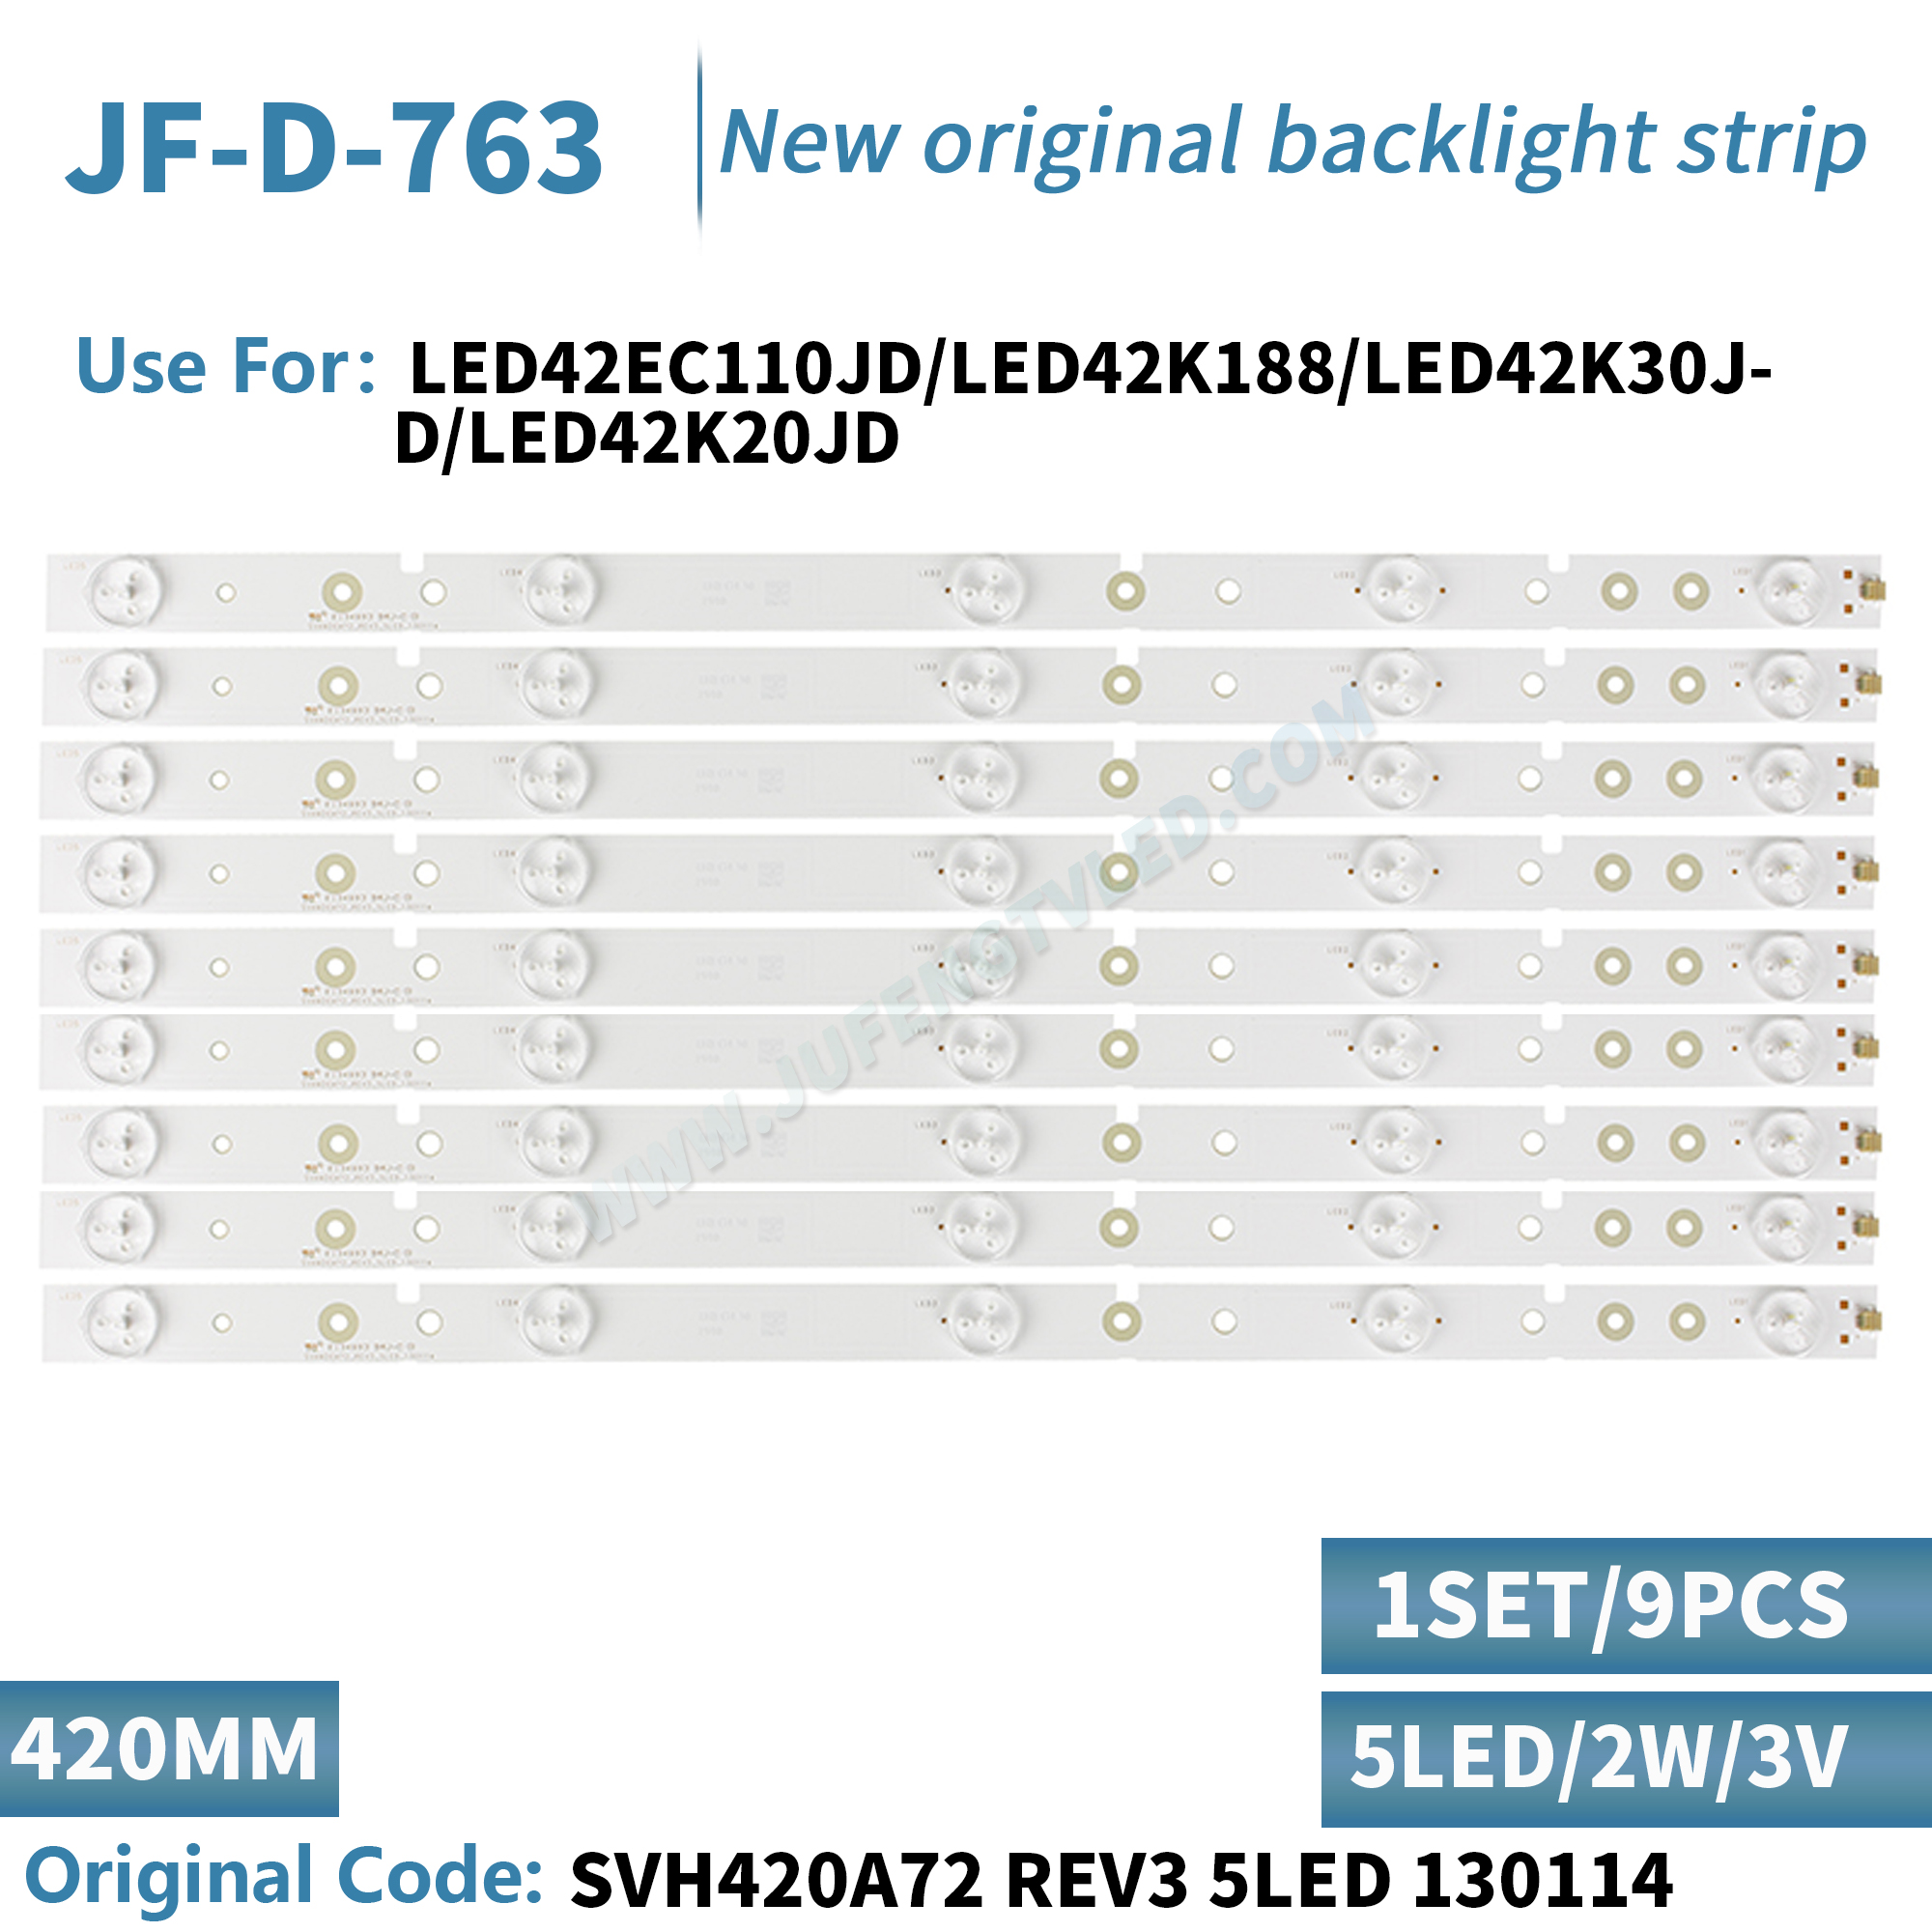 JF-D-763
New original backlight strip
Use For: LED42EC110JD/LED42K188/LED42K30J-
D/LED42K20JD
WWW.JUFENSTVLED.COM
1SET/9PCS
420MM
5LED/2W/3V
Original Code: SVH420A72 REV3 5LED 130114